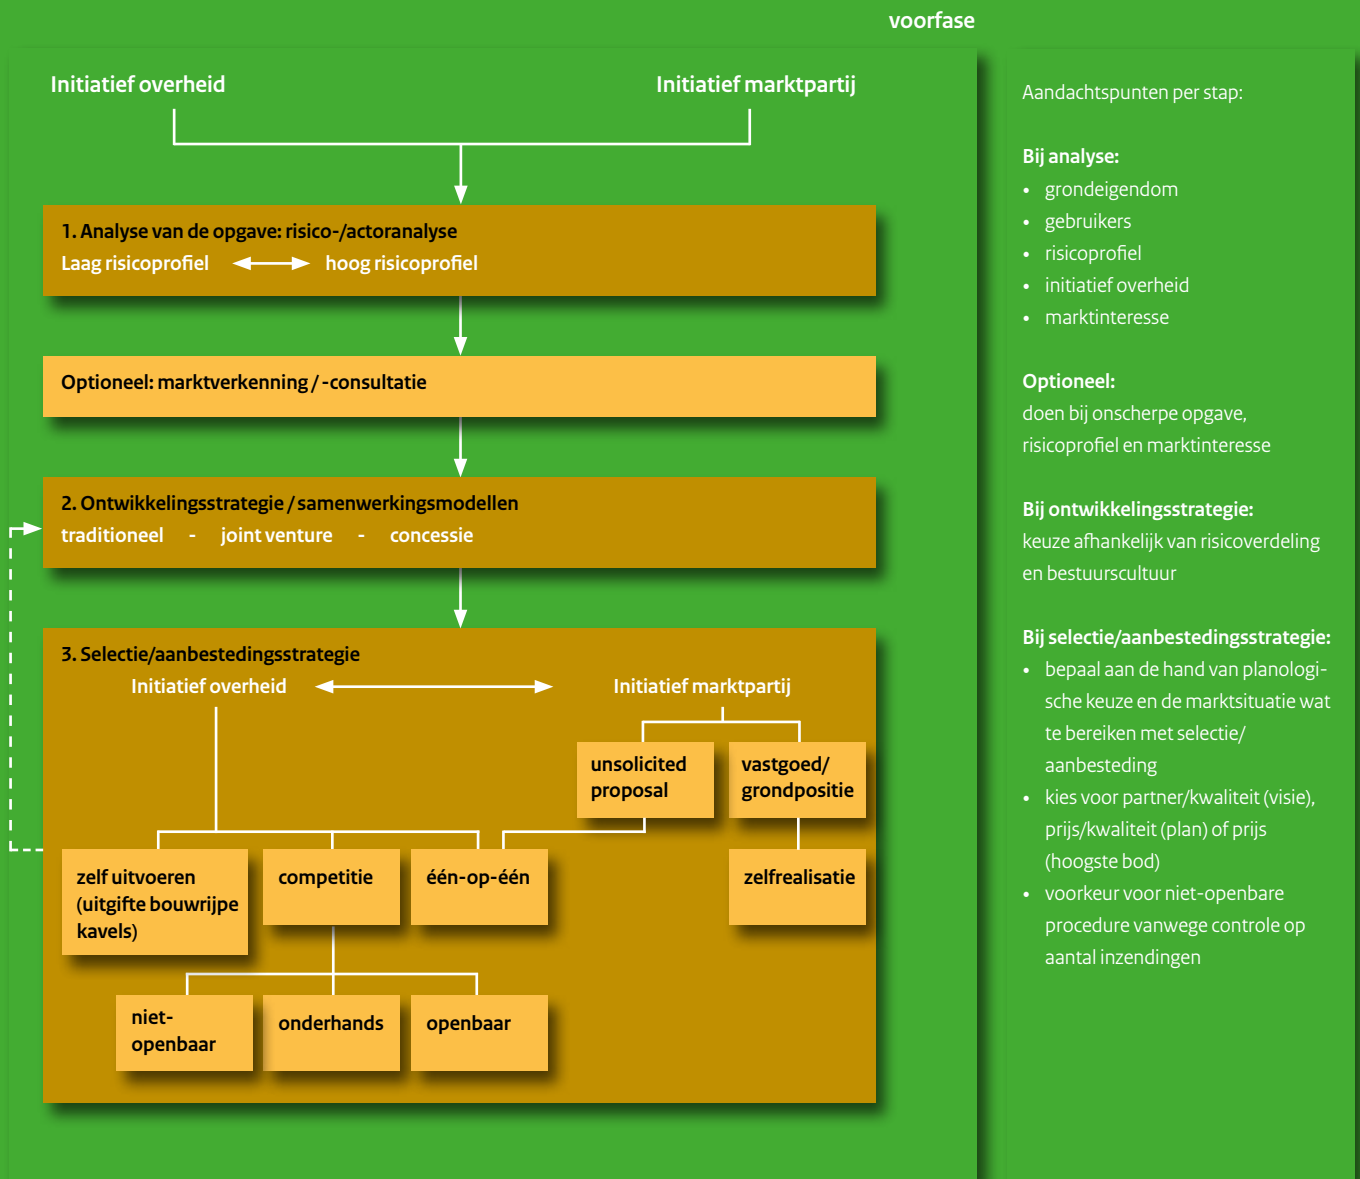 voorfase
Initiatief overheid
Initiatief marktpartij
1. Analyse van de opgave: risico-/actoranalyse
Laag risicoprofiel hoog risicoprofiel
Optioneel: marktverkenning / -consultatie
2. Ontwikkelingsstrategie / samenwerkingsmodellen
traditioneel - joint venture - concessie
3. Selectie/aanbestedingsstrategie
Initiatief overheid
Initiatief marktpartij
unsolicited
proposal
vastgoed/
grondpositie
zelf uitvoeren
(uitgifte bouwrijpe
kavels)
competitie
één-op-één
zelfrealisatie
niet-
openbaar
onderhands
openbaar
Aandachtspunten per stap:
Bij analyse:
• grondeigendom
• gebruikers
• risicoprofiel
• initiatief overheid
• marktinteresse
Optioneel:
doen bij onscherpe opgave,
risicoprofiel en marktinteresse
Bij ontwikkelingsstrategie:
keuze afhankelijk van risicoverdeling
en bestuurscultuur
Bij selectie/aanbestedingsstrategie:
• bepaal aan de hand van planologi-
sche keuze en de marktsituatie wat
te bereiken met selectie/
aanbesteding
• kies voor partner/kwaliteit (visie),
prijs/kwaliteit (plan) of prijs
(hoogste bod)
• voorkeur voor niet-openbare
procedure vanwege controle op
aantal inzendingen